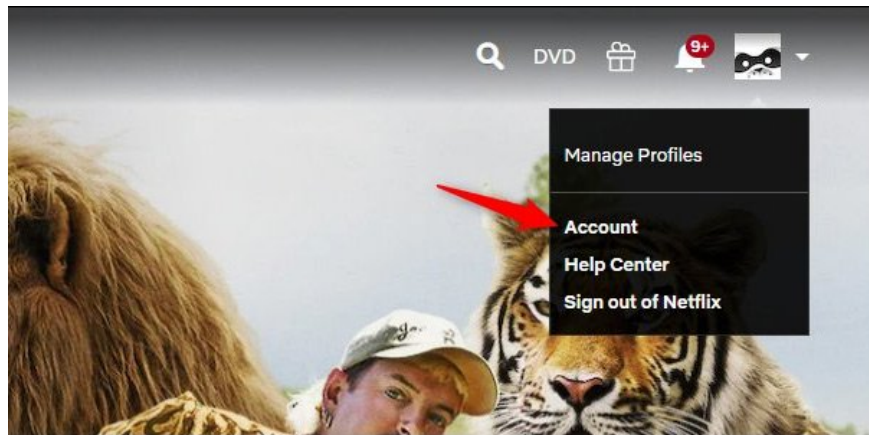 DVD
9+
Manage Profiles
Account
Help Center
Sign out of Netflix